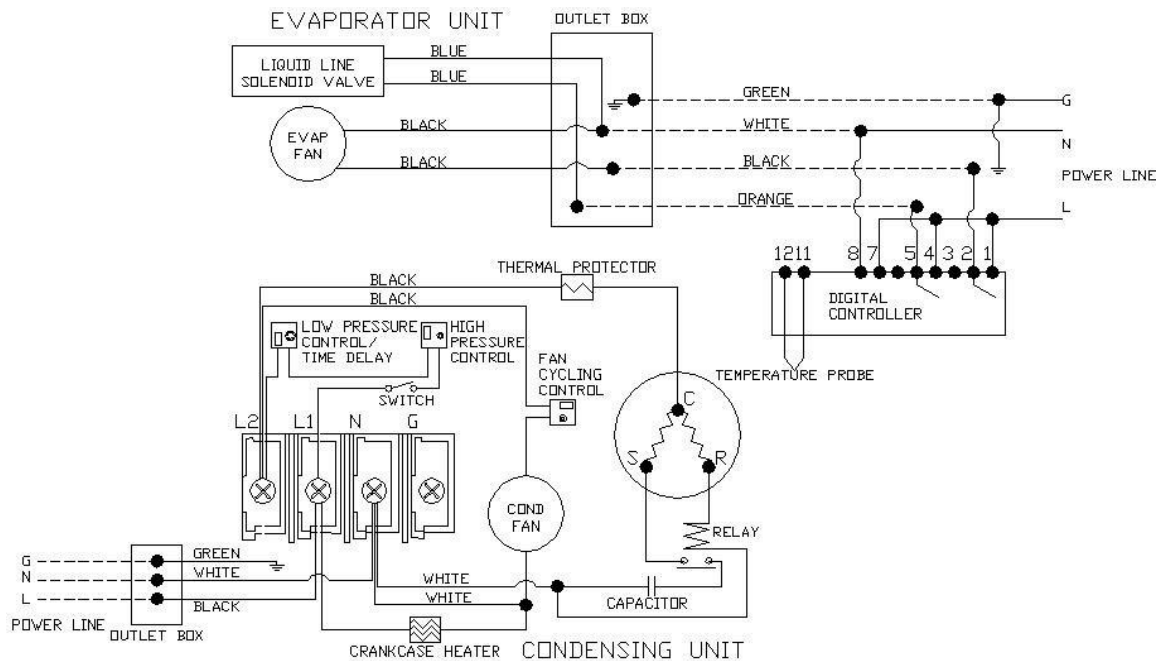 EVAPORATOR UNIT
OUTLET BOX
LIQUID LINE
SOLENOID VALVE
BLUE
BLUE
EVAP
FAN
BLACK
BLACK
GREEN
WHITE
BLACK
ORANGE
G
N
POWER LINE
L
1211 8 7 5 4 3 2 1
DIGITAL
CONTROLLER
TEMPERATURE PROBE
THERMAL PROTECTOR
BLACK
BLACK
LOW PRESSURE
CONTROL/
TIME DELAY
HIGH
PRESSURE
CONTROL
SWITCH
FAN
CYCLING
CONTROL
L2 L1 N G
C
S R
COND
FAN
RELAY
G
N
L
GREEN
WHITE
BLACK
POWER LINE
OUTLET BOX
WHITE
WHITE
CAPACITOR
CRANKCASE HEATER
CONDENSING UNIT